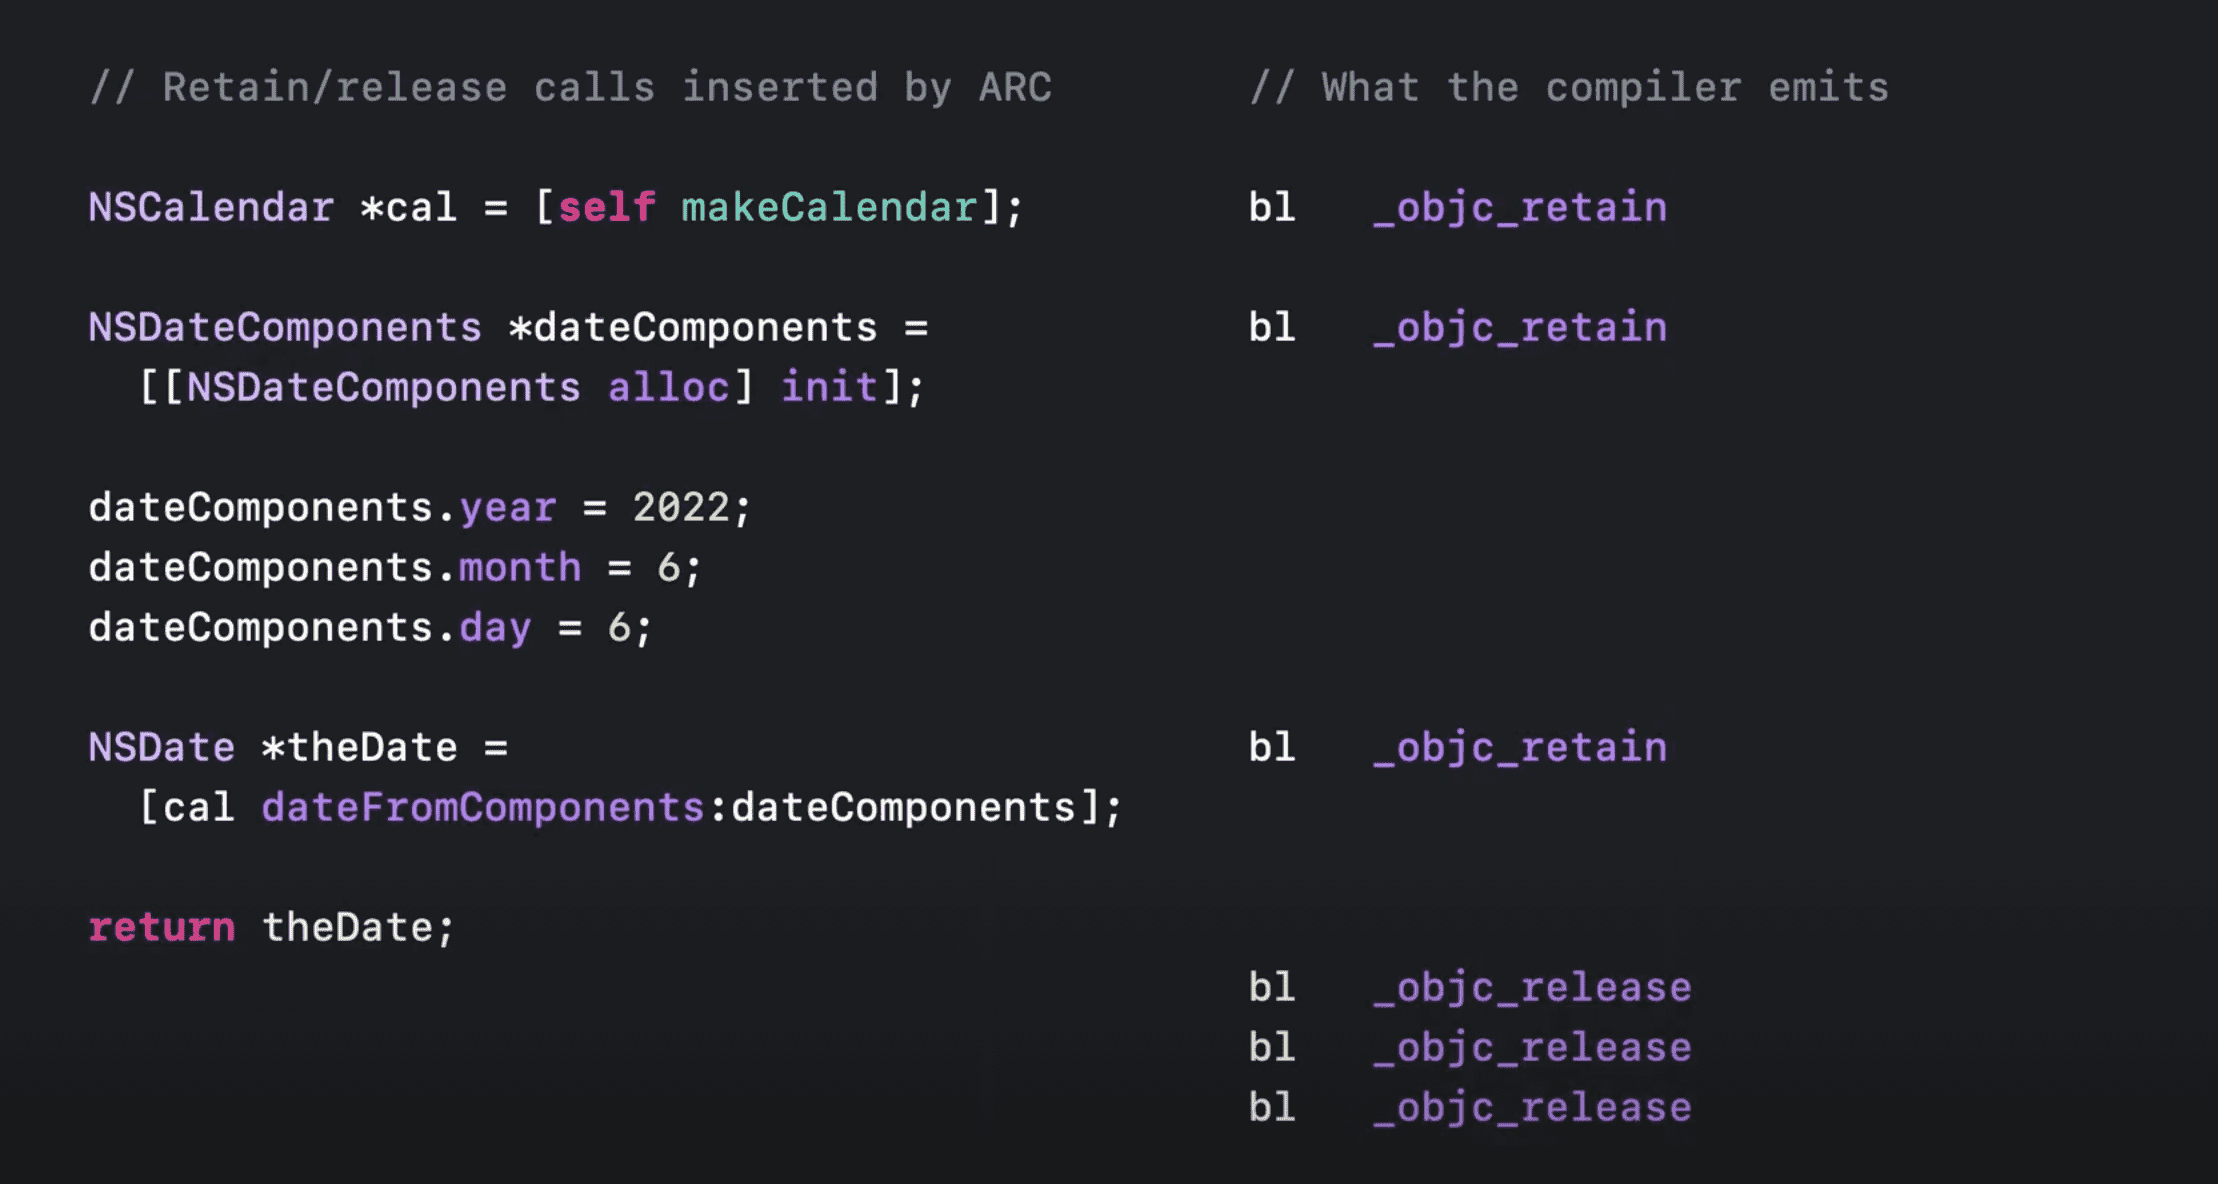 // Retain/release calls inserted by ARC
NSCalendar *cal = [self makeCalendar];
NSDateComponents *dateComponents =
[[NSDateComponents alloc] init];
dateComponents.year = 2022;
dateComponents.month = 6;
dateComponents.day = 6;
NSDate *theDate =
[cal dateFromComponents:dateComponents];
return theDate;
// What the compiler emits
bl _objc_retain
bl _objc_retain
bl _objc_retain
bl _objc_release
bl _objc_release
bl _objc_release